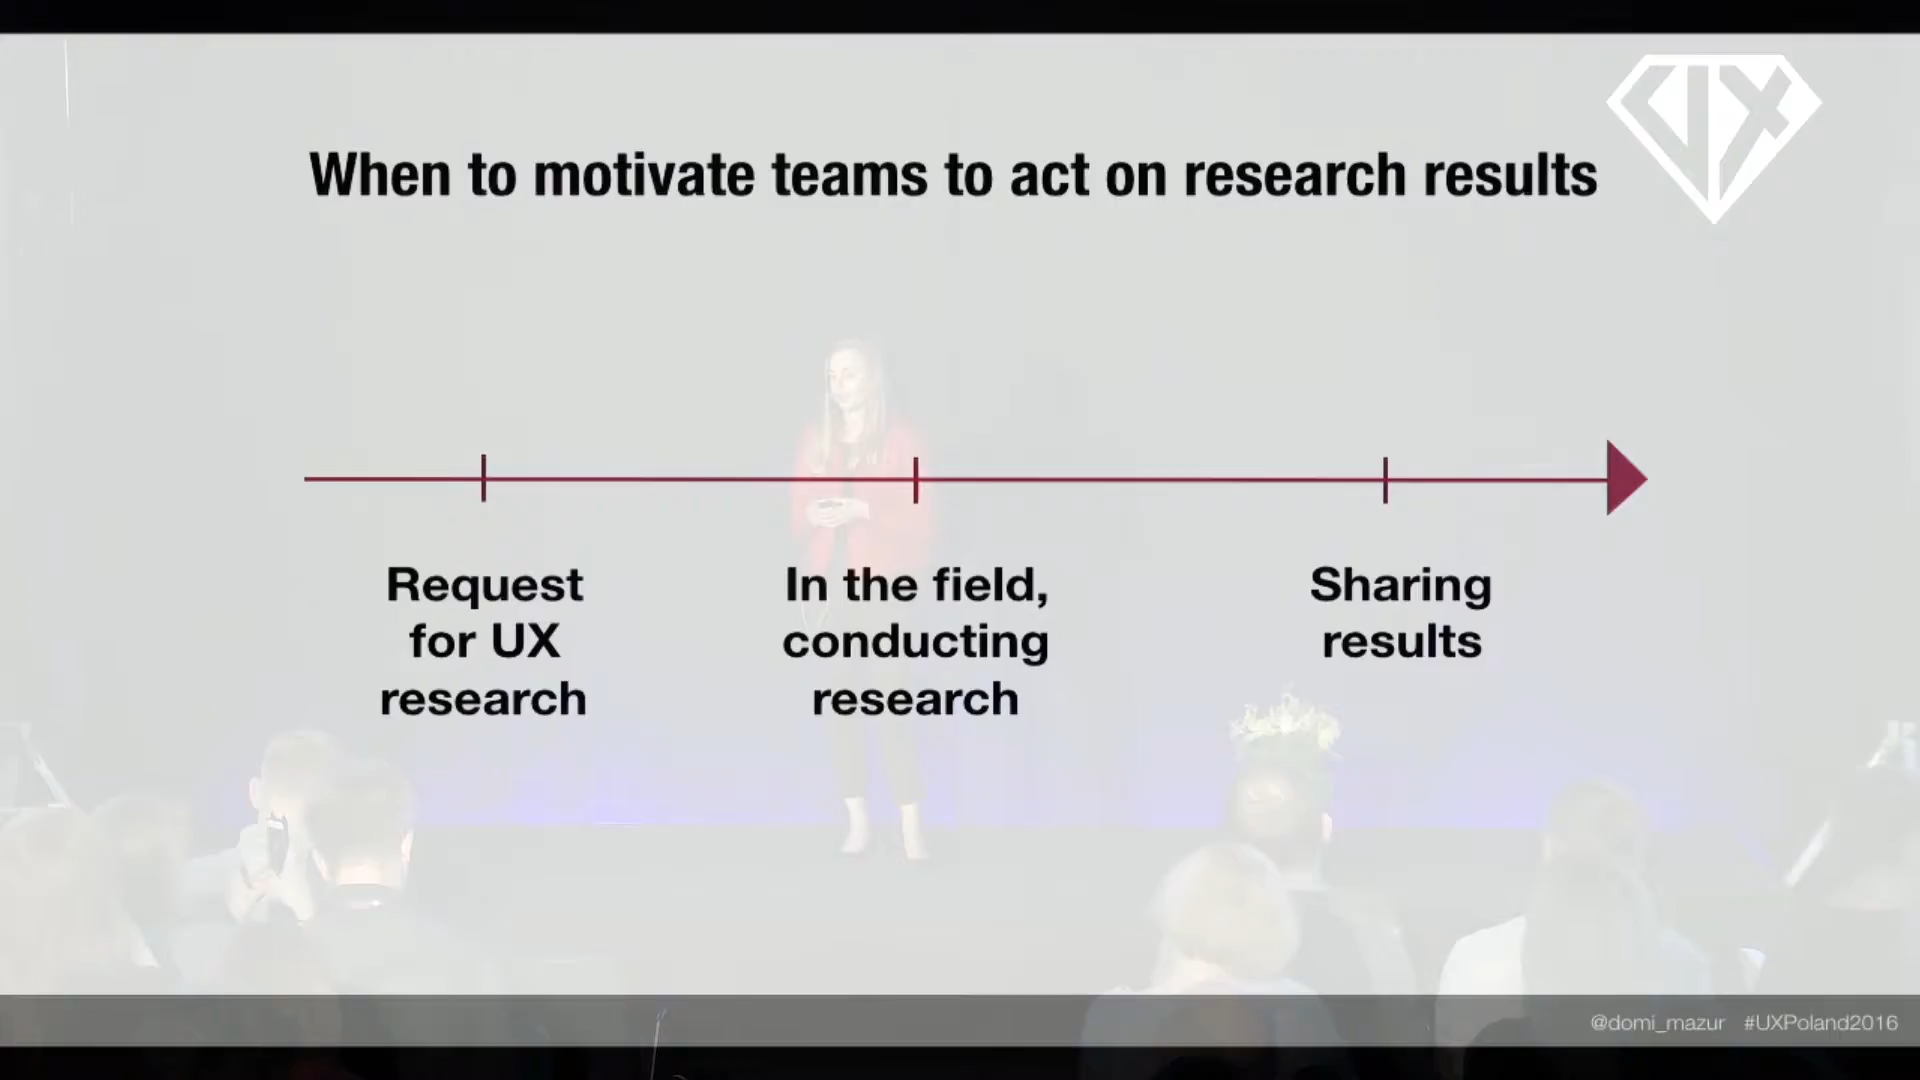 UX
When to motivate teams to act on research results
Request
for UX
research
In the field,
conducting
research
Sharing
results
@domi_mazur #UXPoland2016